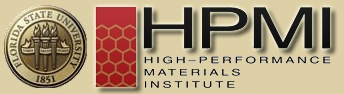 FLORIDA STATE UNIVERSITY
1851
HPMI
HIGH-PERFORMANCE
MATERIALS
INSTITUTE